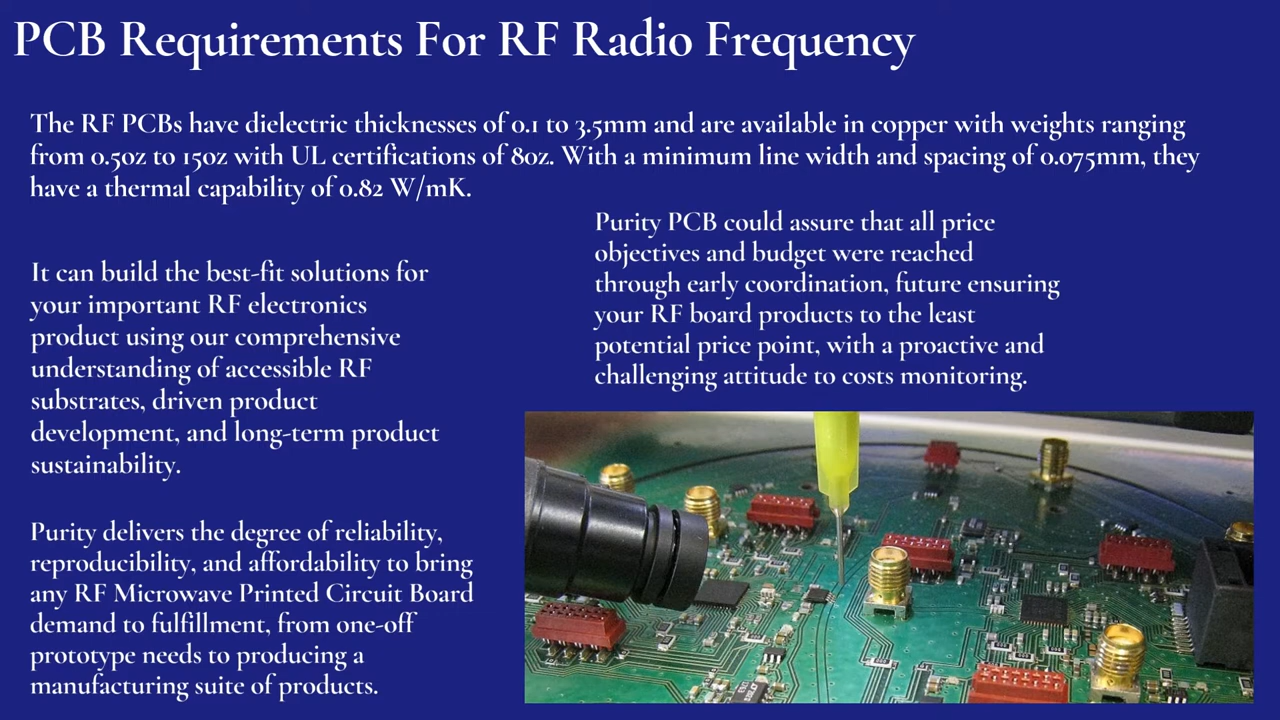 PCB Requirements For RF Radio Frequency
The RF PCBs have dielectric thicknesses of 0.1 to 3.5mm and are available in copper with weights ranging
from 0.5oz to 15oz with UL certifications of 8oz. With a minimum line width and spacing of 0.075mm, they
have a thermal capability of 0.82 W/mK.
It can build the best-fit solutions for
your important RF electronics
product using our comprehensive
understanding of accessible RF
substrates, driven product
development, and long-term product
sustainability.
Purity delivers the degree of reliability,
reproducibility, and affordability to bring
any RF Microwave Printed Circuit Board
demand to fulfillment, from one-off
prototype needs to producing a
manufacturing suite of products.
Purity PCB could assure that all price
objectives and budget were reached
through early coordination, future ensuring
your RF board products to the least
potential price point, with a proactive and
challenging attitude to costs monitoring.